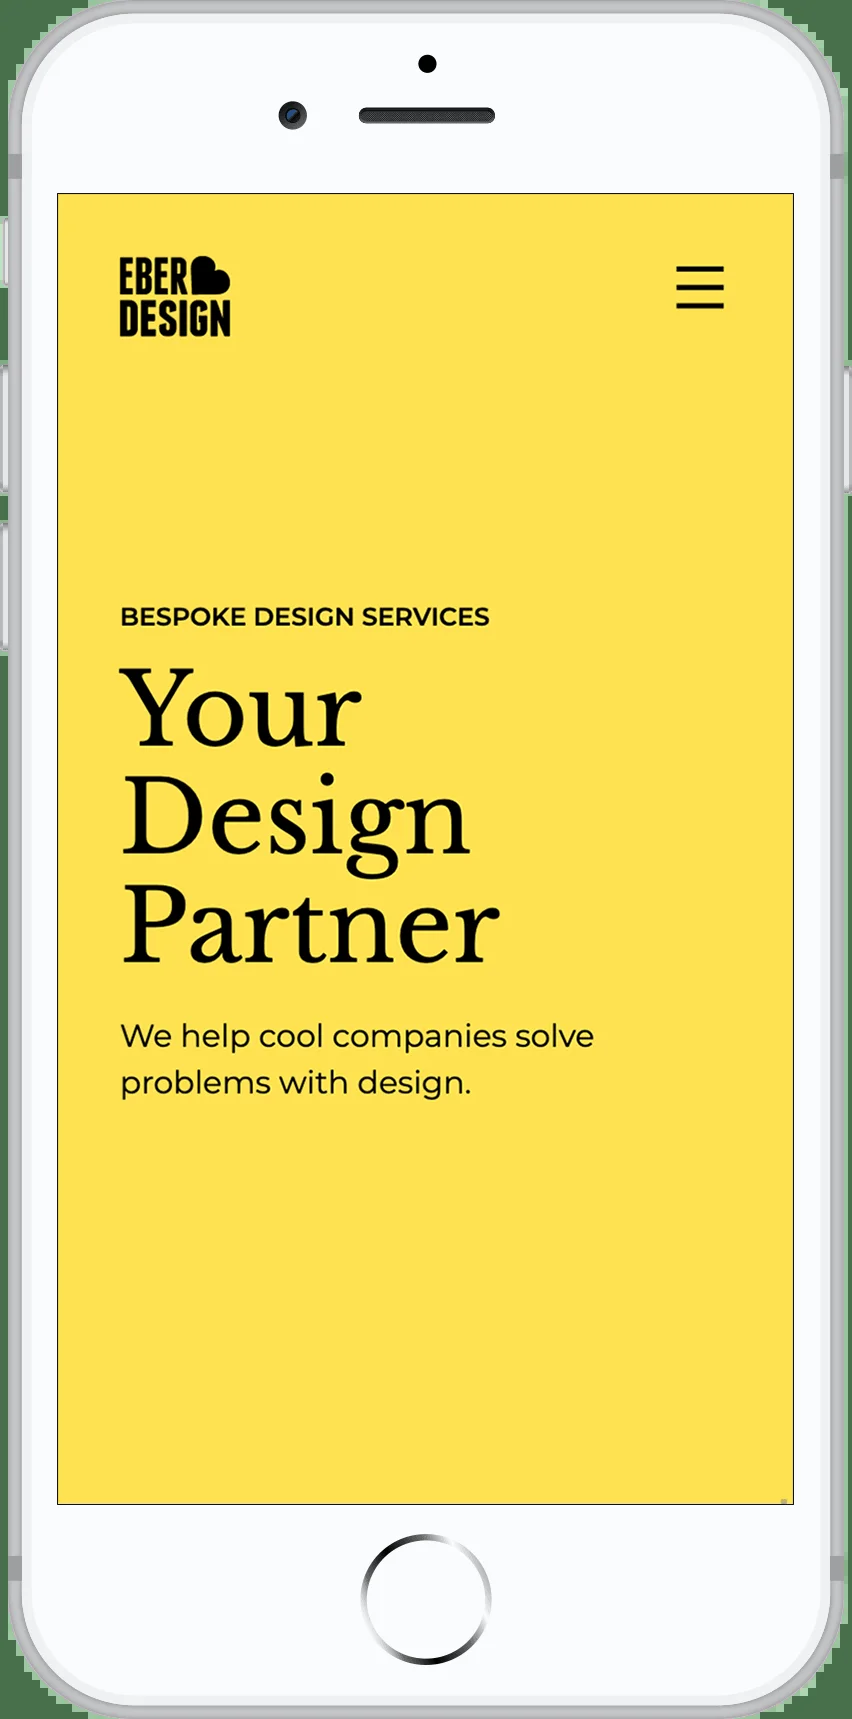 EBER
DESIGN
BESPOKE DESIGN SERVICES
Your
Design
Partner
We help cool companies solve
problems with design.